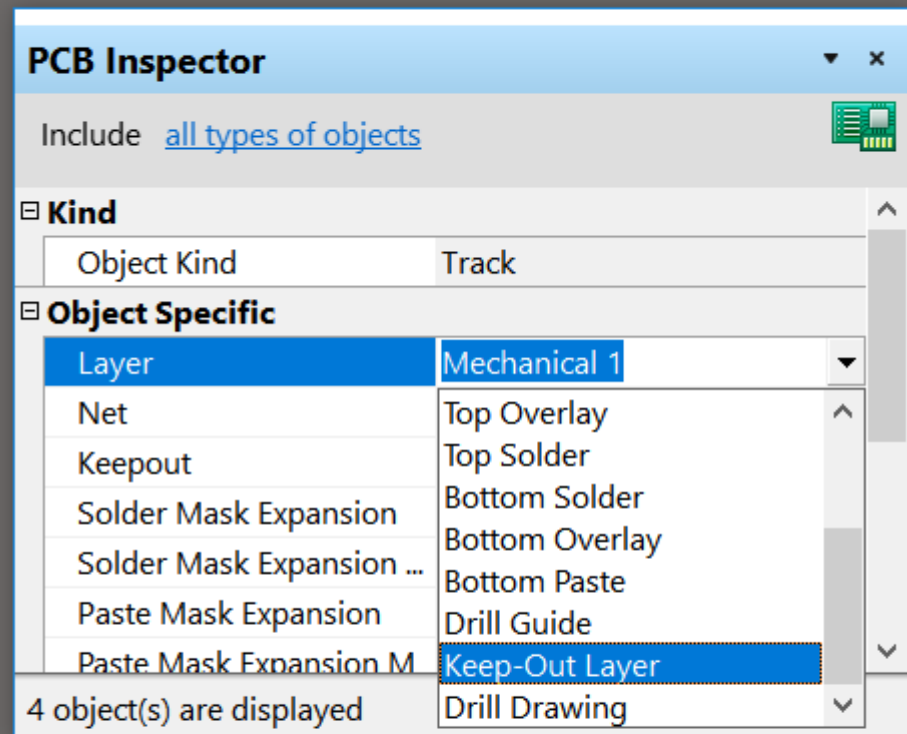 PCB Inspector
Include all types of objects
Kind
Object Kind Track
Object Specific
Layer Mechanical 1
Net Top Overlay
Keepout Top Solder
Solder Mask Expansion Bottom Solder
Solder Mask Expansion ... Bottom Overlay
Paste Mask Expansion Bottom Paste
Drill Guide
Paste Mask Expansion M Keep-Out Layer
4 object(s) are displayed Drill Drawing